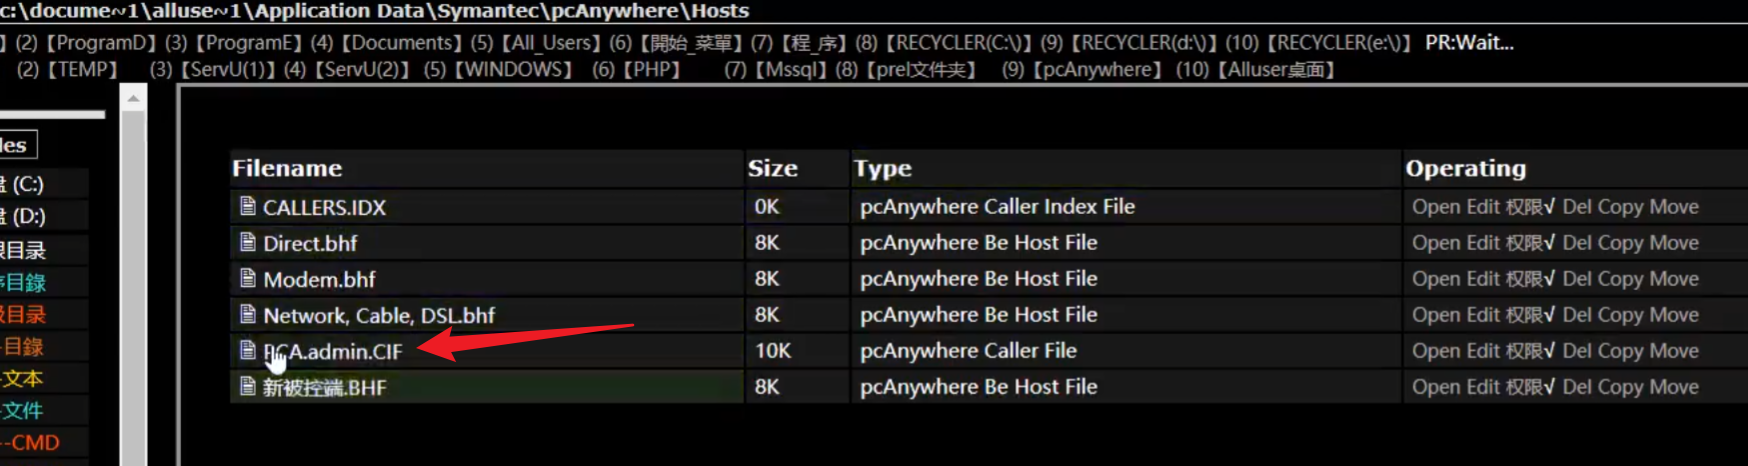 c:\docume~1\alluse~1\Application Data\Symantec\pcAnywhere\Hosts
】(2)【ProgramD】(3)【ProgramE】(4)【Documents】(5)【All_Users】(6)【開始_菜單】(7)【程_序】(8)【RECYCLER(C:\)】(9)【RECYCLER(d:\)】(10)【RECYCLER(e:\)】 PR:Wait...
(2)【TEMP】 (3)【ServU(1)】(4)【ServU(2)】 (5)【WINDOWS】 (6)【PHP】 (7)【Mssql】(8)【prel文件夹】 (9)【pcAnywhere】(10)【Alluser桌面】
les
盘 (C:)
盘 (D:)
目录
目錄
目录
目錄
文本
文件
--CMD
Filename Size Type Operating
CALLERS.IDX 0K pcAnywhere Caller Index File Open Edit 权限√ Del Copy Move
Direct.bhf 8K pcAnywhere Be Host File Open Edit 权限√ Del Copy Move
Modem.bhf 8K pcAnywhere Be Host File Open Edit 权限√ Del Copy Move
Network, Cable, DSL.bhf 8K pcAnywhere Be Host File Open Edit 权限√ Del Copy Move
PCA.admin.CIF 10K pcAnywhere Caller File Open Edit 权限√ Del Copy Move
新被控端.BHF 8K pcAnywhere Be Host File Open Edit 权限√ Del Copy Move